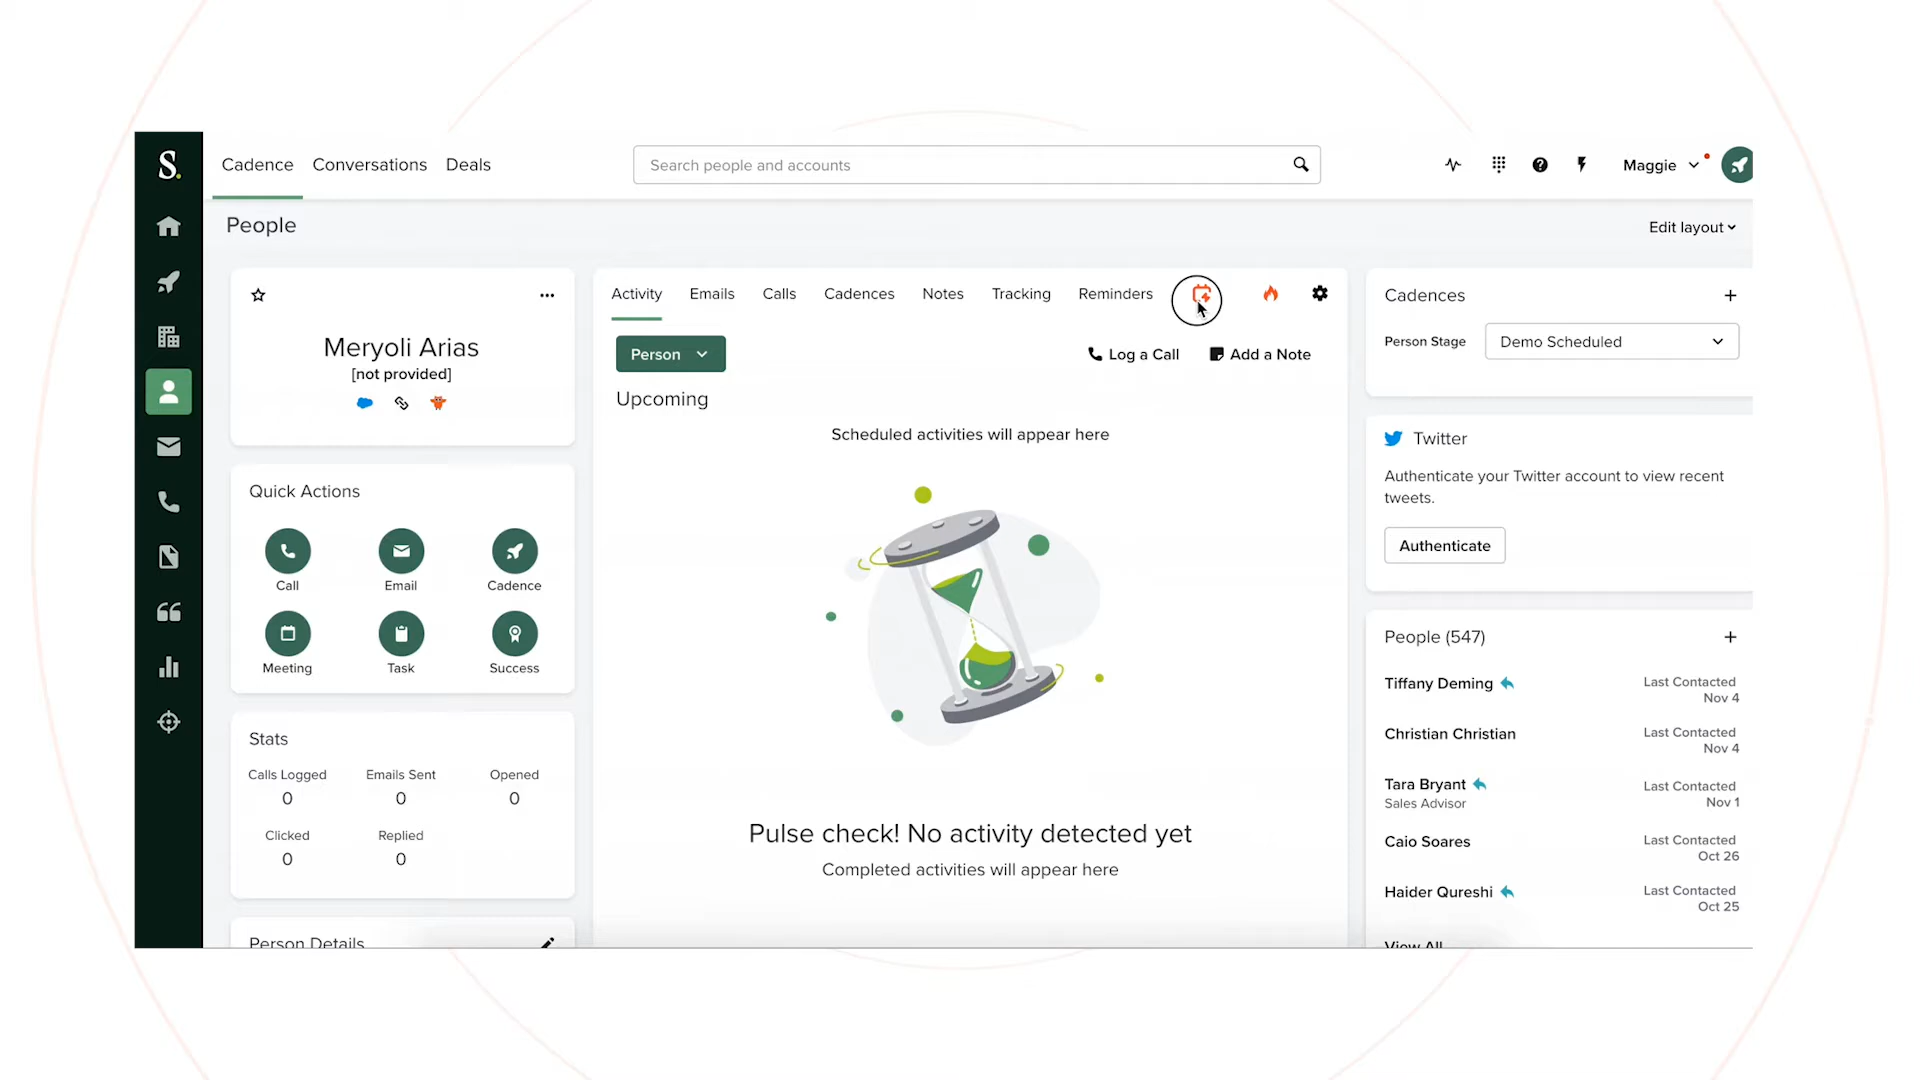 S.
Cadence
Conversations
Deals
Search people and accounts
Maggie
People
Edit layout
Meryoli Arias
[not provided]
Quick Actions
Call
Email
Cadence
Meeting
Task
Success
Stats
Calls Logged
0
Emails Sent
0
Opened
0
Clicked
0
Replied
0
Person Details
Activity
Emails
Calls
Cadences
Notes
Tracking
Reminders
Person
Log a Call
Add a Note
Upcoming
Scheduled activities will appear here
Pulse check! No activity detected yet
Completed activities will appear here
Cadences
Person Stage
Demo Scheduled
Twitter
Authenticate your Twitter account to view recent
tweets.
Authenticate
People (547)
Tiffany Deming
Last Contacted
Nov 4
Christian Christian
Last Contacted
Nov 4
Tara Bryant
Sales Advisor
Last Contacted
Nov 1
Caio Soares
Last Contacted
Oct 26
Haider Qureshi
Last Contacted
Oct 25
View All